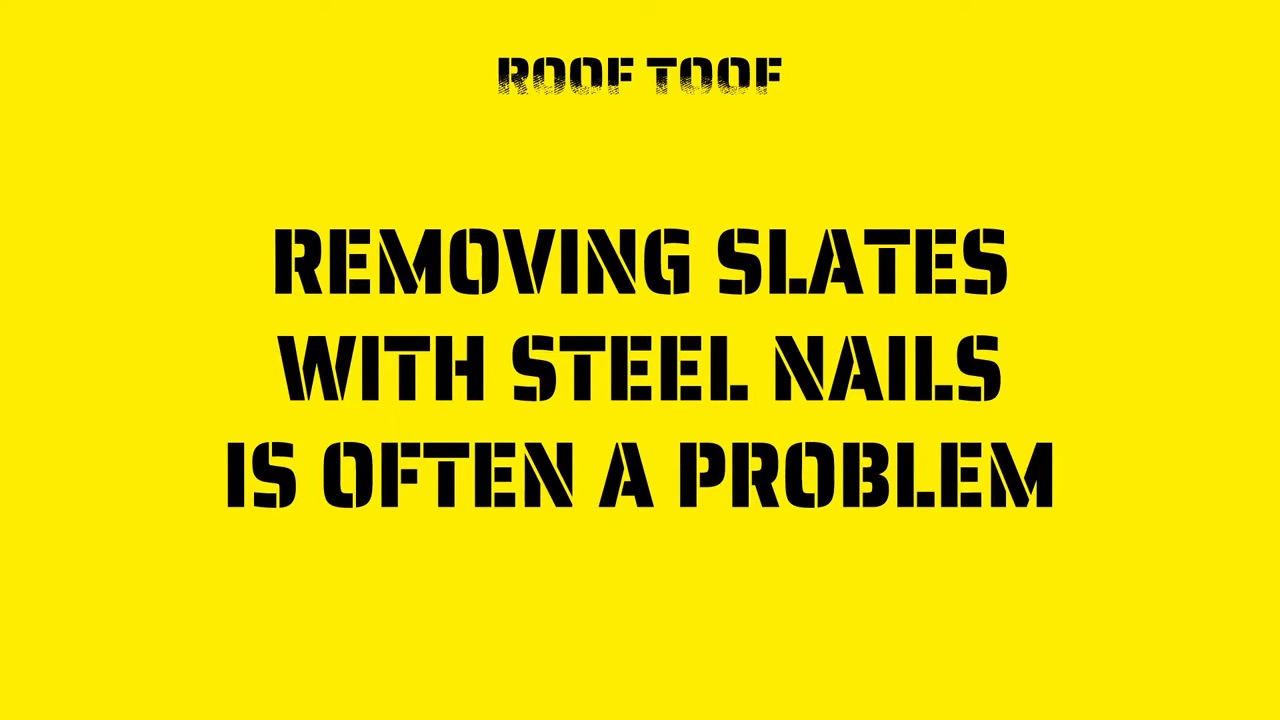 ROOF TOOF
REMOVING SLATES
WITH STEEL NAILS
IS OFTEN A PROBLEM